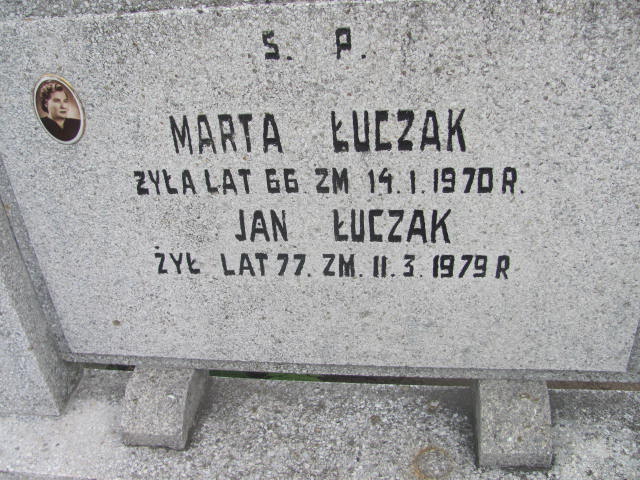 Ś. P.
MARTA ŁUCZAK
ŻYŁA LAT 66. ZM 14.1.1970 R.
JAN ŁUCZAK
ŻYŁ LAT 77. ZM. 11.3.1979 R